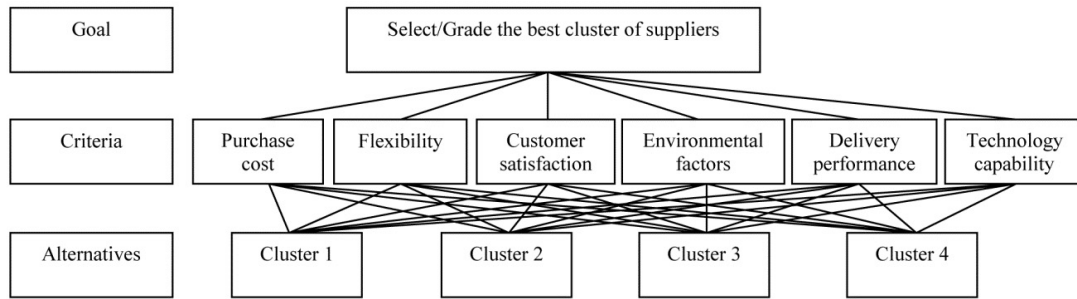 Goal
Select/Grade the best cluster of suppliers
Criteria
Purchase
cost
Flexibility
Customer
satisfaction
Environmental
factors
Delivery
performance
Technology
capability
Alternatives
Cluster 1
Cluster 2
Cluster 3
Cluster 4